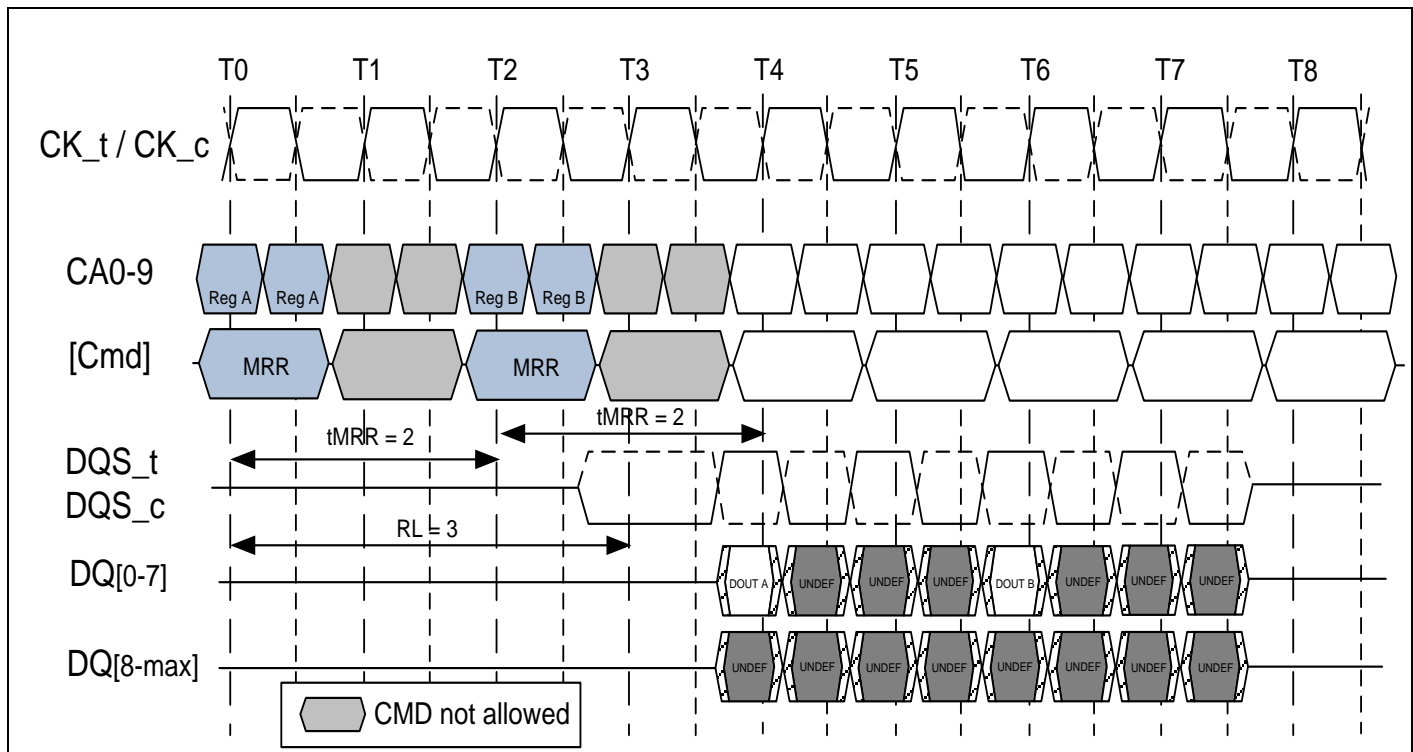 T0 T1 T2 T3 T4 T5 T6 T7 T8
CK_t / CK_c
CA0-9
Reg A Reg A Reg B Reg B
[Cmd]
MRR MRR
tMRR = 2
tMRR = 2
DQS_t
DQS_c
RL = 3
DQ[0-7]
DOUT A UNDEF UNDEF UNDEF DOUT B UNDEF UNDEF UNDEF
DQ[8-max]
UNDEF UNDEF UNDEF UNDEF UNDEF UNDEF UNDEF UNDEF
CMD not allowed